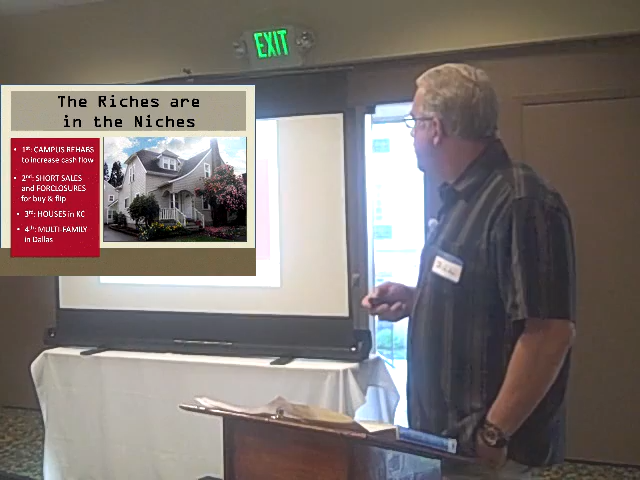 EXIT
The Riches are
in the Niches
• 1st: CAMPUS REHABS
to increase cash flow
• 2nd: SHORT SALES
and FORCLOSURES
for buy & flip
• 3rd: HOUSES in KC
• 4th: MULTI-FAMILY
in Dallas